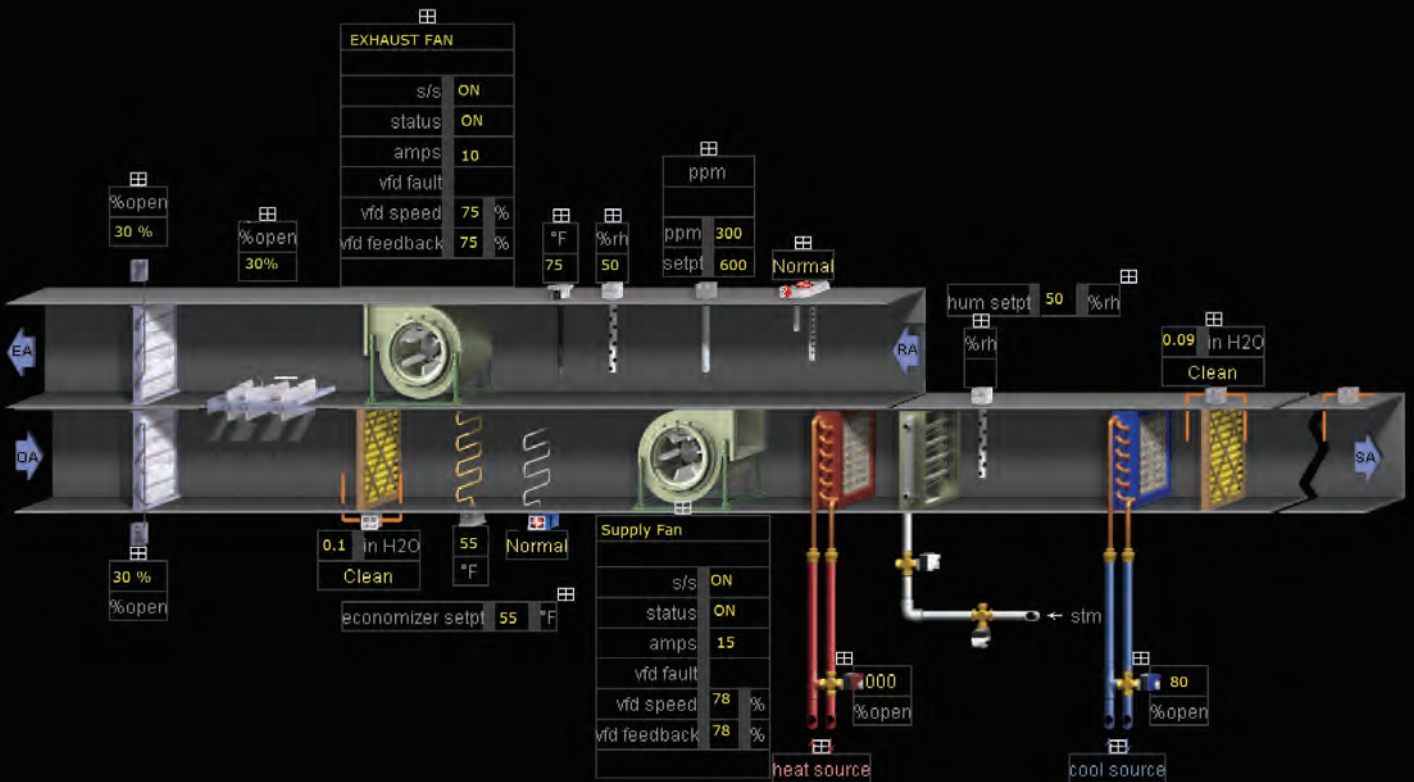 EXHAUST FAN
s/s ON
status ON
amps 10
vfd fault
vfd speed 75 %
vfd feedback 75 %
%open
30 %
%open
30%
°F
75
%rh
50
ppm
ppm 300
setpt 600
Normal
hum setpt 50 %rh
%rh
0.09 in H2O
Clean
EA
RA
OA
SA
30 %
%open
0.1 in H2O
Clean
55
°F
Normal
economizer setpt 55 °F
Supply Fan
s/s ON
status ON
amps 15
vfd fault
vfd speed 78 %
vfd feedback 78 %
← stm
000
%open
80
%open
heat source
cool source